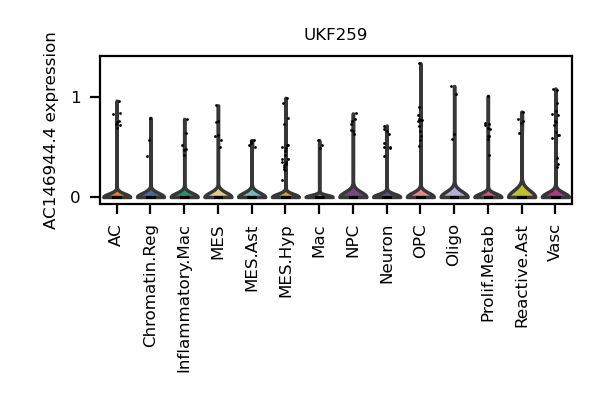 UKF259
AC146944.4 expression
1
0
AC
Chromatin.Reg
Inflammatory.Mac
MES
MES.Ast
MES.Hyp
Mac
NPC
Neuron
OPC
Oligo
Prolif.Metab
Reactive.Ast
Vasc